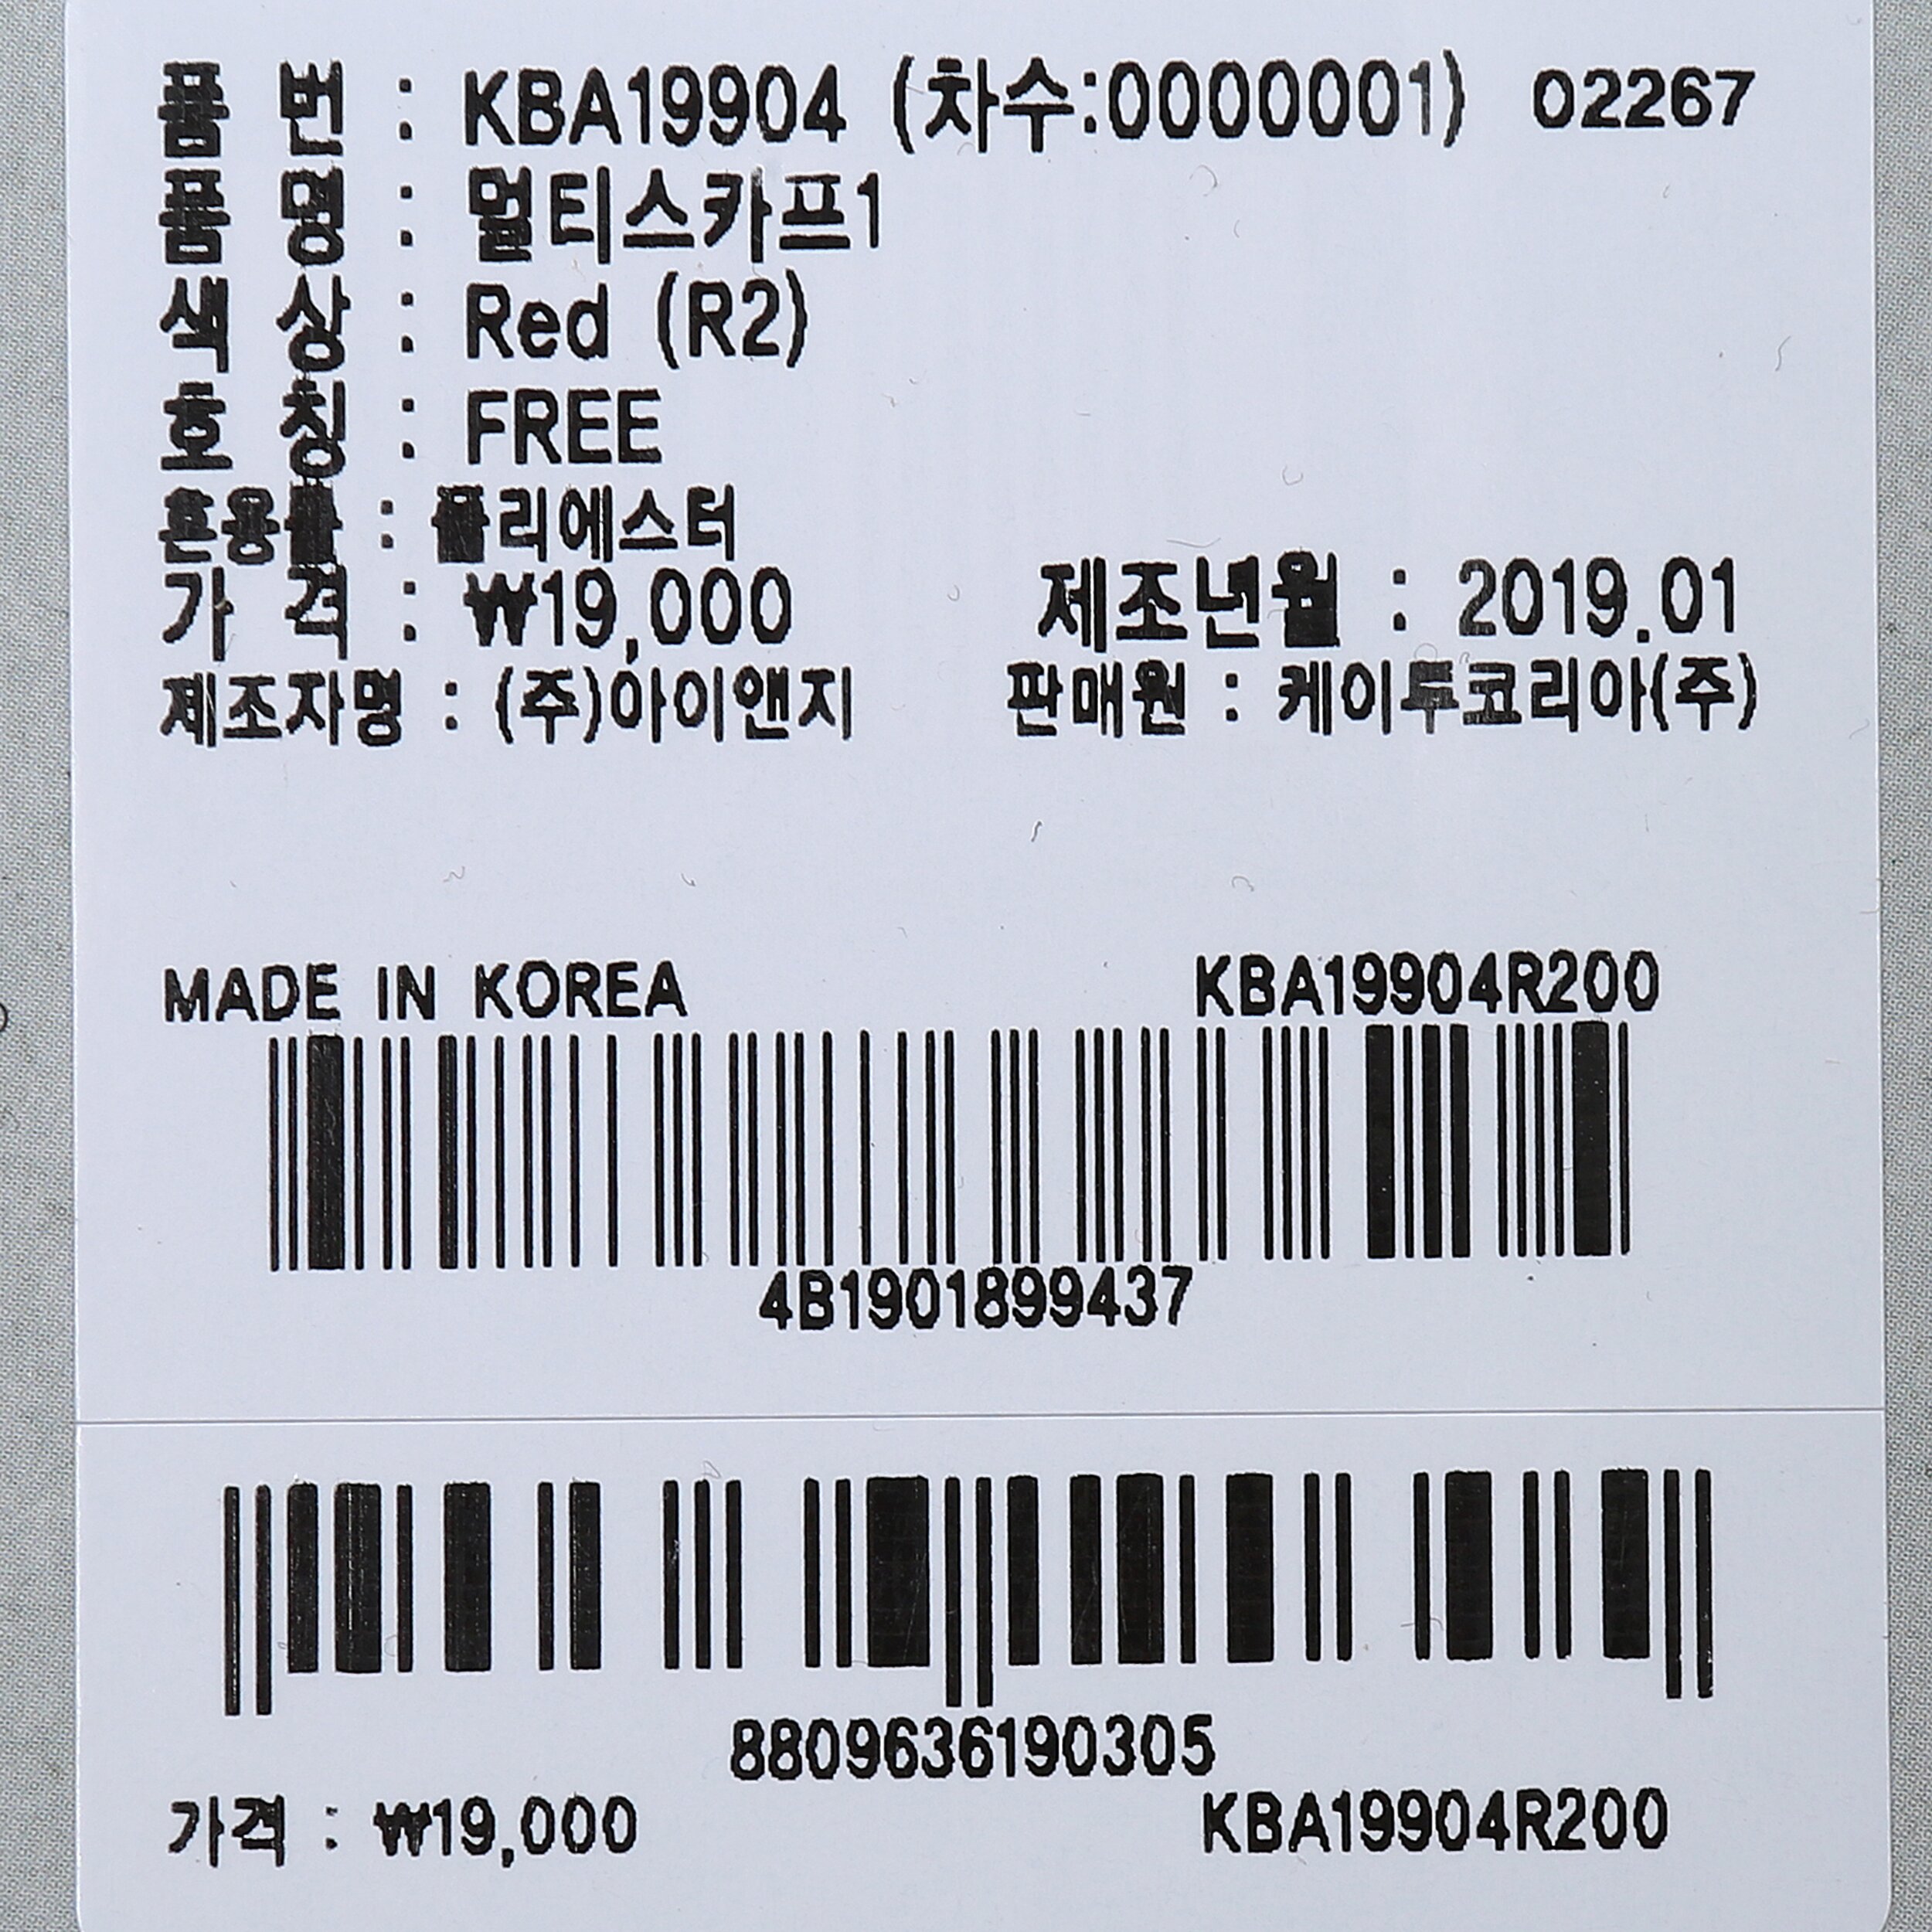 품 번 : KBA19904 (차수:0000001) 02267
품 명 : 멀티스카프1
색 상 : Red (R2)
호 칭 : FREE
혼용률 : 폴리에스터
가 격 : ₩19,000 제조년월 : 2019.01
제조자명 : (주)아이앤지 판매원 : 케이투코리아(주)
MADE IN KOREA KBA19904R200
4B1901899437
8809636190305
가격 : ₩19,000 KBA19904R200